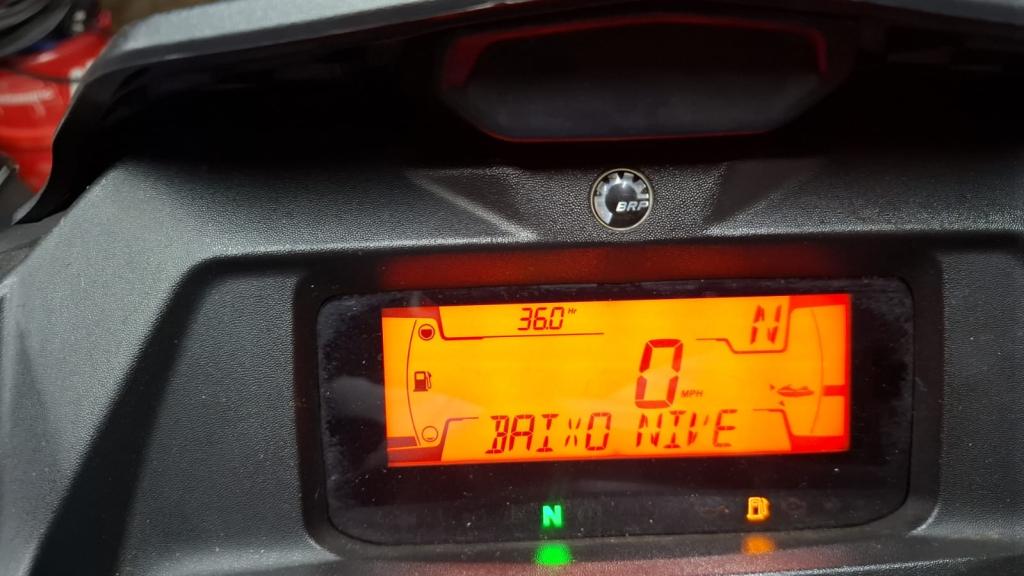 BRP
36.0 Hr
N
0 MPH
BAIXO NIVE
N